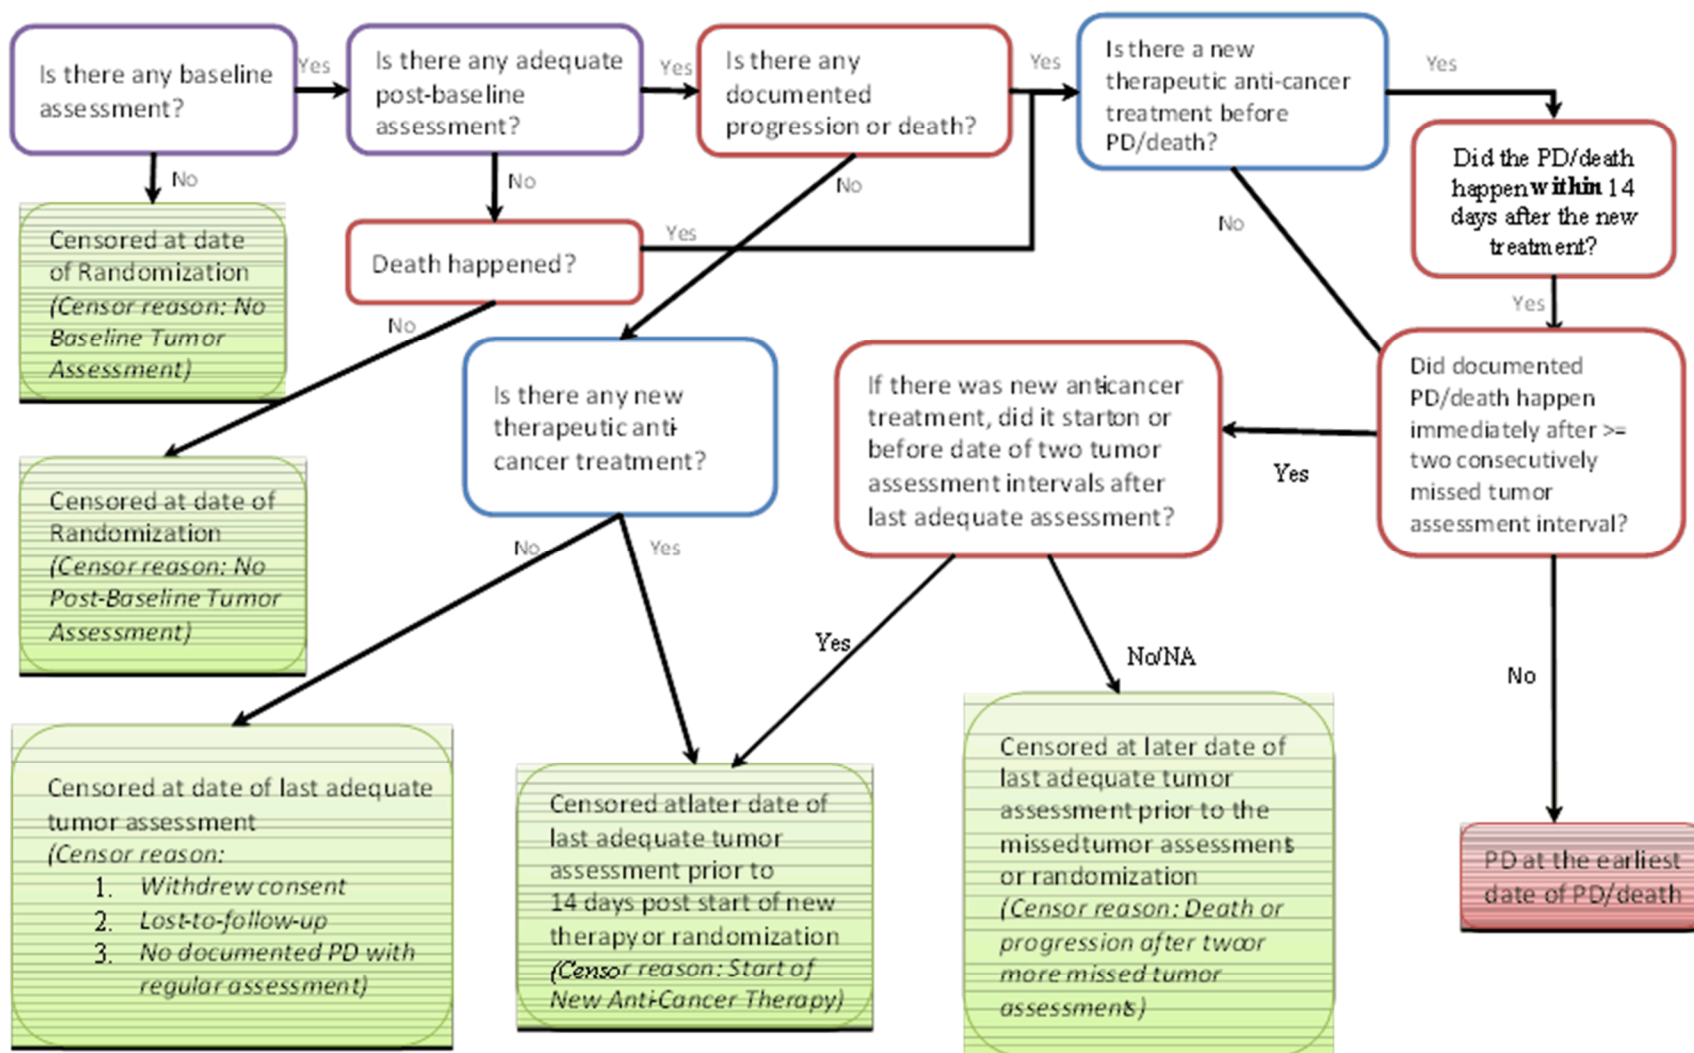 Is there any baseline
assessment?
Yes
Is there any adequate
post-baseline
assessment?
Yes
Is there any
documented
progression or death?
Yes
Is there a new
therapeutic anti-cancer
treatment before
PD/death?
Yes
Did the PD/death
happen within 14
days after the new
treatment?
No
No
No
No
Yes
Censored at date
of Randomization
(Censor reason: No
Baseline Tumor
Assessment)
Death happened?
Yes
No
Is there any new
therapeutic anti-
cancer treatment?
If there was new anticancer
treatment, did it starton or
before date of two tumor
assessment intervals after
last adequate assessment?
Yes
Did documented
PD/death happen
immediately after >=
two consecutively
missed tumor
assessment interval?
Censored at date of
Randomization
(Censor reason: No
Post-Baseline Tumor
Assessment)
No
Yes
Yes
No/NA
No
Censored at date of last adequate
tumor assessment
(Censor reason:
1. Withdrew consent
2. Lost-to-follow-up
3. No documented PD with
regular assessment)
Censored atlater date of
last adequate tumor
assessment prior to
14 days post start of new
therapy or randomization
(Censor reason: Start of
New Anti-Cancer Therapy)
Censored at later date of
last adequate tumor
assessment prior to the
missed tumor assessments
or randomization
(Censor reason: Death or
progression after twoor
more missed tumor
assessments)
PD at the earliest
date of PD/death